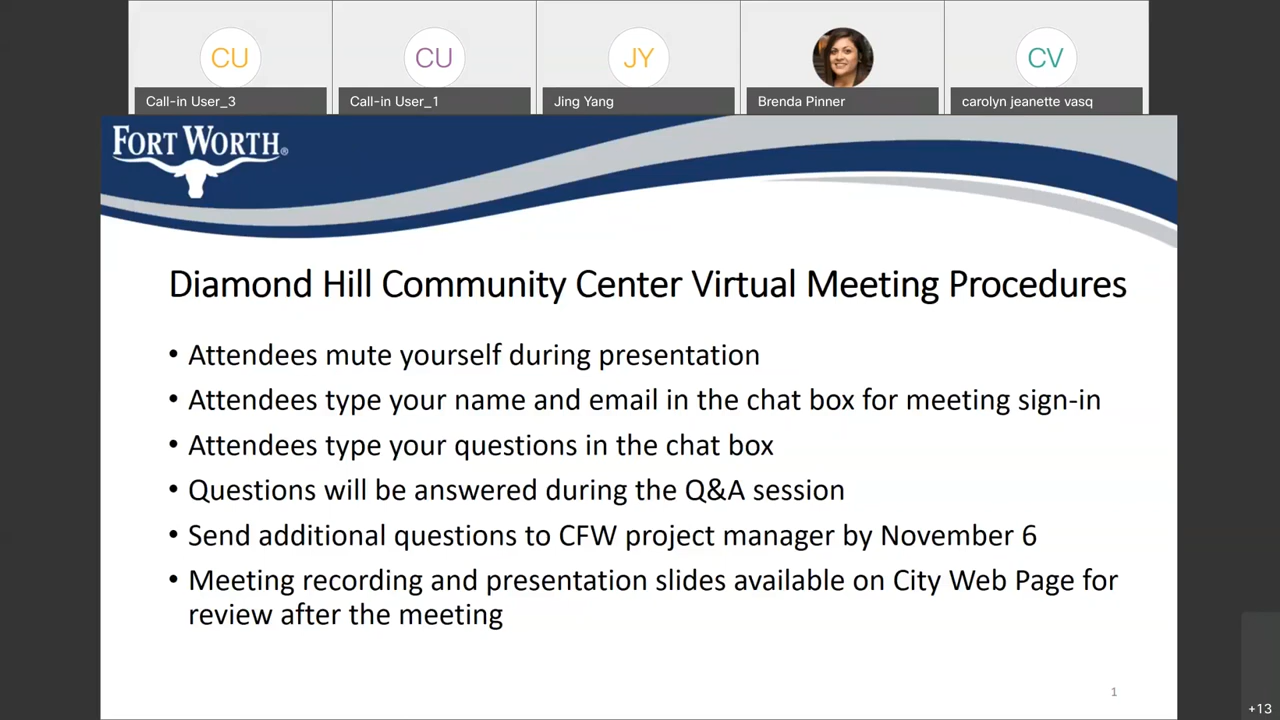 CU
CU
JY
CV
Call-in User_3
Call-in User_1
Jing Yang
Brenda Pinner
carolyn jeanette vasq
FORT WORTH®
Diamond Hill Community Center Virtual Meeting Procedures
• Attendees mute yourself during presentation
• Attendees type your name and email in the chat box for meeting sign-in
• Attendees type your questions in the chat box
• Questions will be answered during the Q&A session
• Send additional questions to CFW project manager by November 6
• Meeting recording and presentation slides available on City Web Page for
review after the meeting
1
+13